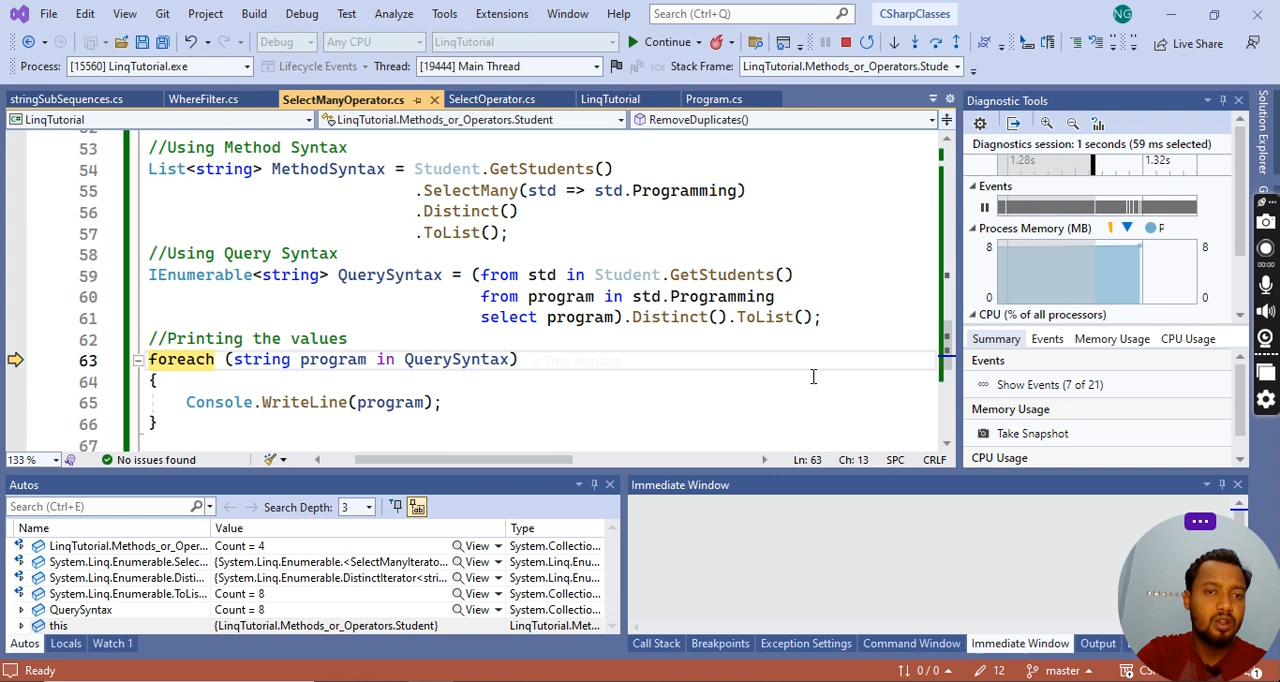 File Edit View Git Project Build Debug Test Analyze Tools Extensions Window Help Search (Ctrl+Q) CSharpClasses NG
Debug Any CPU LinqTutorial Continue Live Share
Process: [15560] LinqTutorial.exe Lifecycle Events Thread: [19444] Main Thread Stack Frame: LinqTutorial.Methods_or_Operators.Stude
stringSubSequences.cs WhereFilter.cs SelectManyOperator.cs SelectOperator.cs LinqTutorial Program.cs
LinqTutorial LinqTutorial.Methods_or_Operators.Student RemoveDuplicates()
53 //Using Method Syntax
54 List<string> MethodSyntax = Student.GetStudents()
55 .SelectMany(std => std.Programming)
56 .Distinct()
57 .ToList();
58 //Using Query Syntax
59 IEnumerable<string> QuerySyntax = (from std in Student.GetStudents()
60 from program in std.Programming
61 select program).Distinct().ToList();
62 //Printing the values
63 foreach (string program in QuerySyntax) < 7ms elapsed
64 {
65 Console.WriteLine(program);
66 }
67
133 % No issues found Ln: 63 Ch: 13 SPC CRLF
Diagnostic Tools
Diagnostics session: 1 seconds (59 ms selected)
1.28s 1.32s
Events
Process Memory (MB) P
8 8
0 0
CPU (% of all processors)
Summary Events Memory Usage CPU Usage
Events
Show Events (7 of 21)
Memory Usage
Take Snapshot
CPU Usage
Solution Explorer
00:00
Autos
Search (Ctrl+E) Search Depth: 3
Name Value Type
LinqTutorial.Methods_or_Oper... Count = 4 View System.Collectio...
System.Linq.Enumerable.Selec... {System.Linq.Enumerable.<SelectManyIterato... View System.Linq.Enu...
System.Linq.Enumerable.Disti... {System.Linq.Enumerable.DistinctIterator<stri... View System.Linq.Enu...
System.Linq.Enumerable.ToLis... Count = 8 View System.Collectio...
QuerySyntax Count = 8 View System.Collectio...
this {LinqTutorial.Methods_or_Operators.Student} LinqTutorial.Met...
Autos Locals Watch 1
Immediate Window
Call Stack Breakpoints Exception Settings Command Window Immediate Window Output
Ready 0 / 0 12 master 1